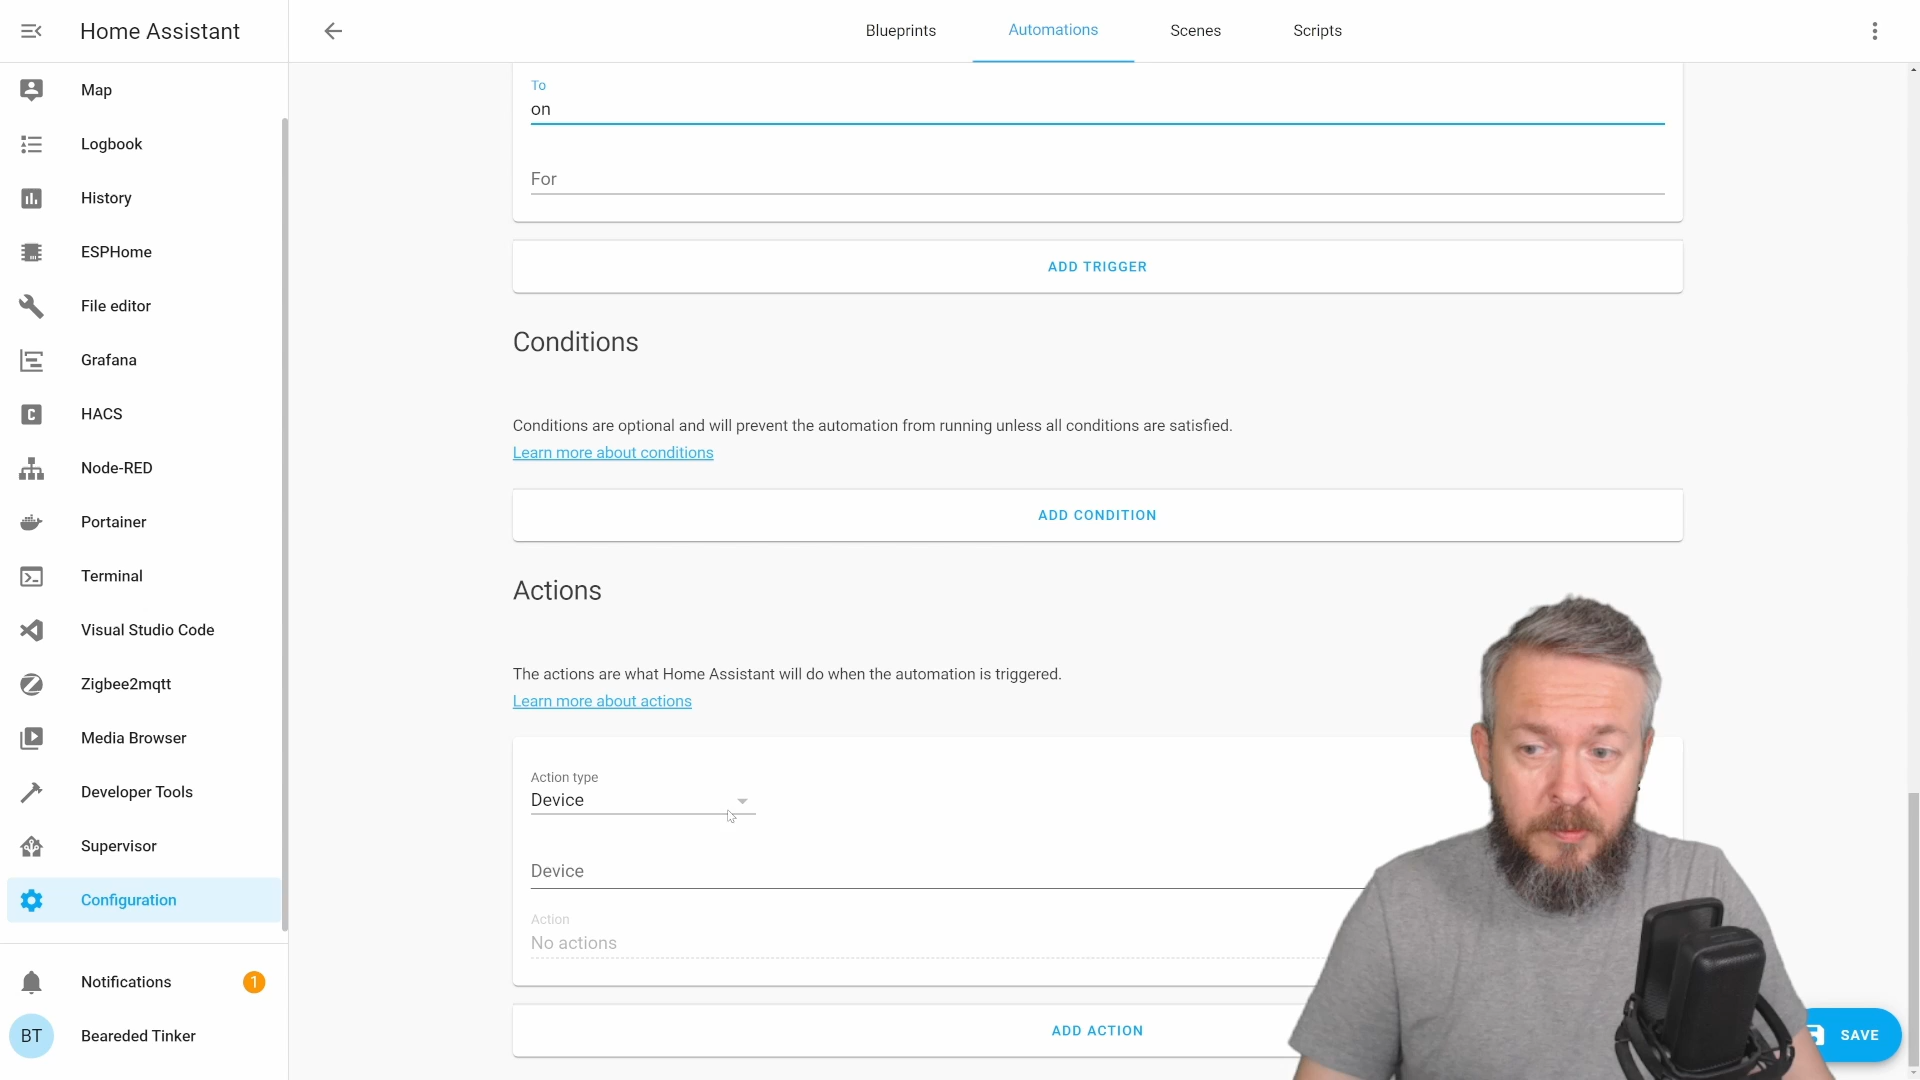 Home Assistant
Blueprints
Automations
Scenes
Scripts
Map
Logbook
History
ESPHome
File editor
Grafana
HACS
Node-RED
Portainer
Terminal
Visual Studio Code
Zigbee2mqtt
Media Browser
Developer Tools
Supervisor
Configuration
Notifications
1
BT
Bearded Tinker
To
on
For
ADD TRIGGER
Conditions
Conditions are optional and will prevent the automation from running unless all conditions are satisfied.
Learn more about conditions
ADD CONDITION
Actions
The actions are what Home Assistant will do when the automation is triggered.
Learn more about actions
Action type
Device
Device
Action
No actions
ADD ACTION
SAVE